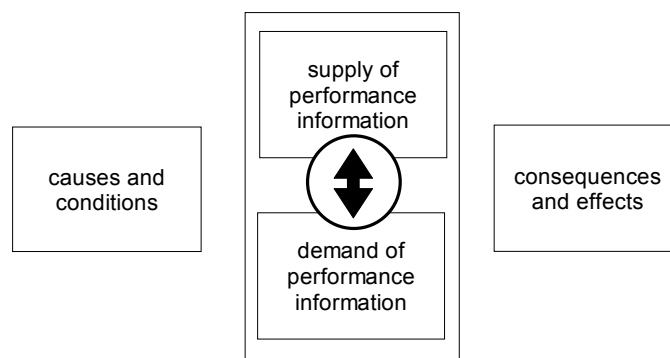 causes and
conditions
supply of
performance
information
demand of
performance
information
consequences
and effects